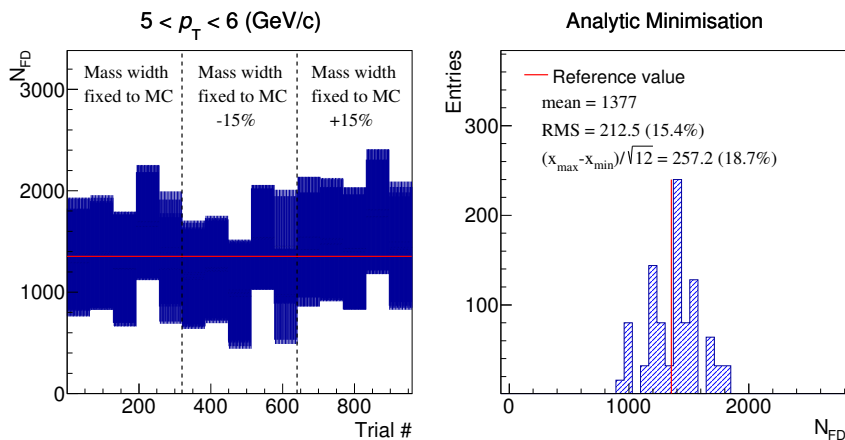 5 < p_T < 6 (GeV/c)
N_FD
3000
2000
1000
0
Mass width
fixed to MC
Mass width
fixed to MC
-15%
Mass width
fixed to MC
+15%
200
400
600
800
Trial #
Analytic Minimisation
Entries
300
200
100
0
Reference value
mean = 1377
RMS = 212.5 (15.4%)
(x_max-x_min)/√12 = 257.2 (18.7%)
0
1000
2000
N_FD